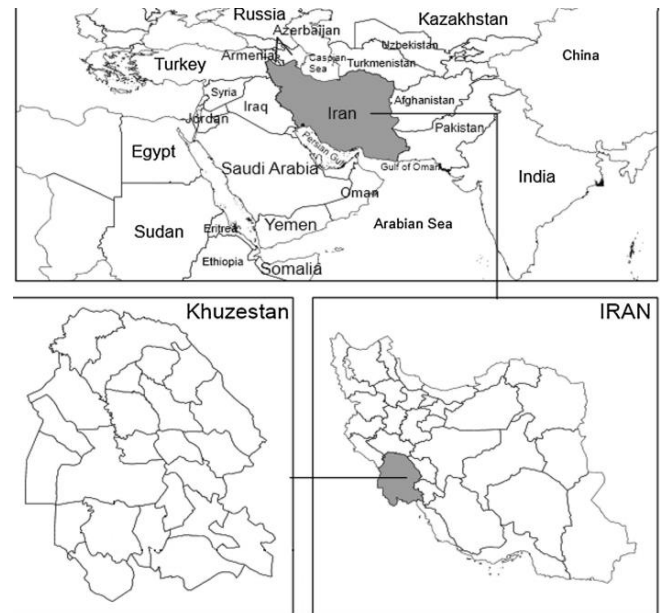 Russia
Kazakhstan
Azerbaijan
Armenia
Uzbekistan
China
Turkey
Caspian
Sea
Turkmenistan
Syria
Iraq
Iran
Afghanistan
Jordan
Pakistan
Persian Gulf
Egypt
Saudi Arabia
Gulf of Oman
India
Oman
Sudan
Eritrea
Yemen
Arabian Sea
Ethiopia
Somalia
Khuzestan
IRAN